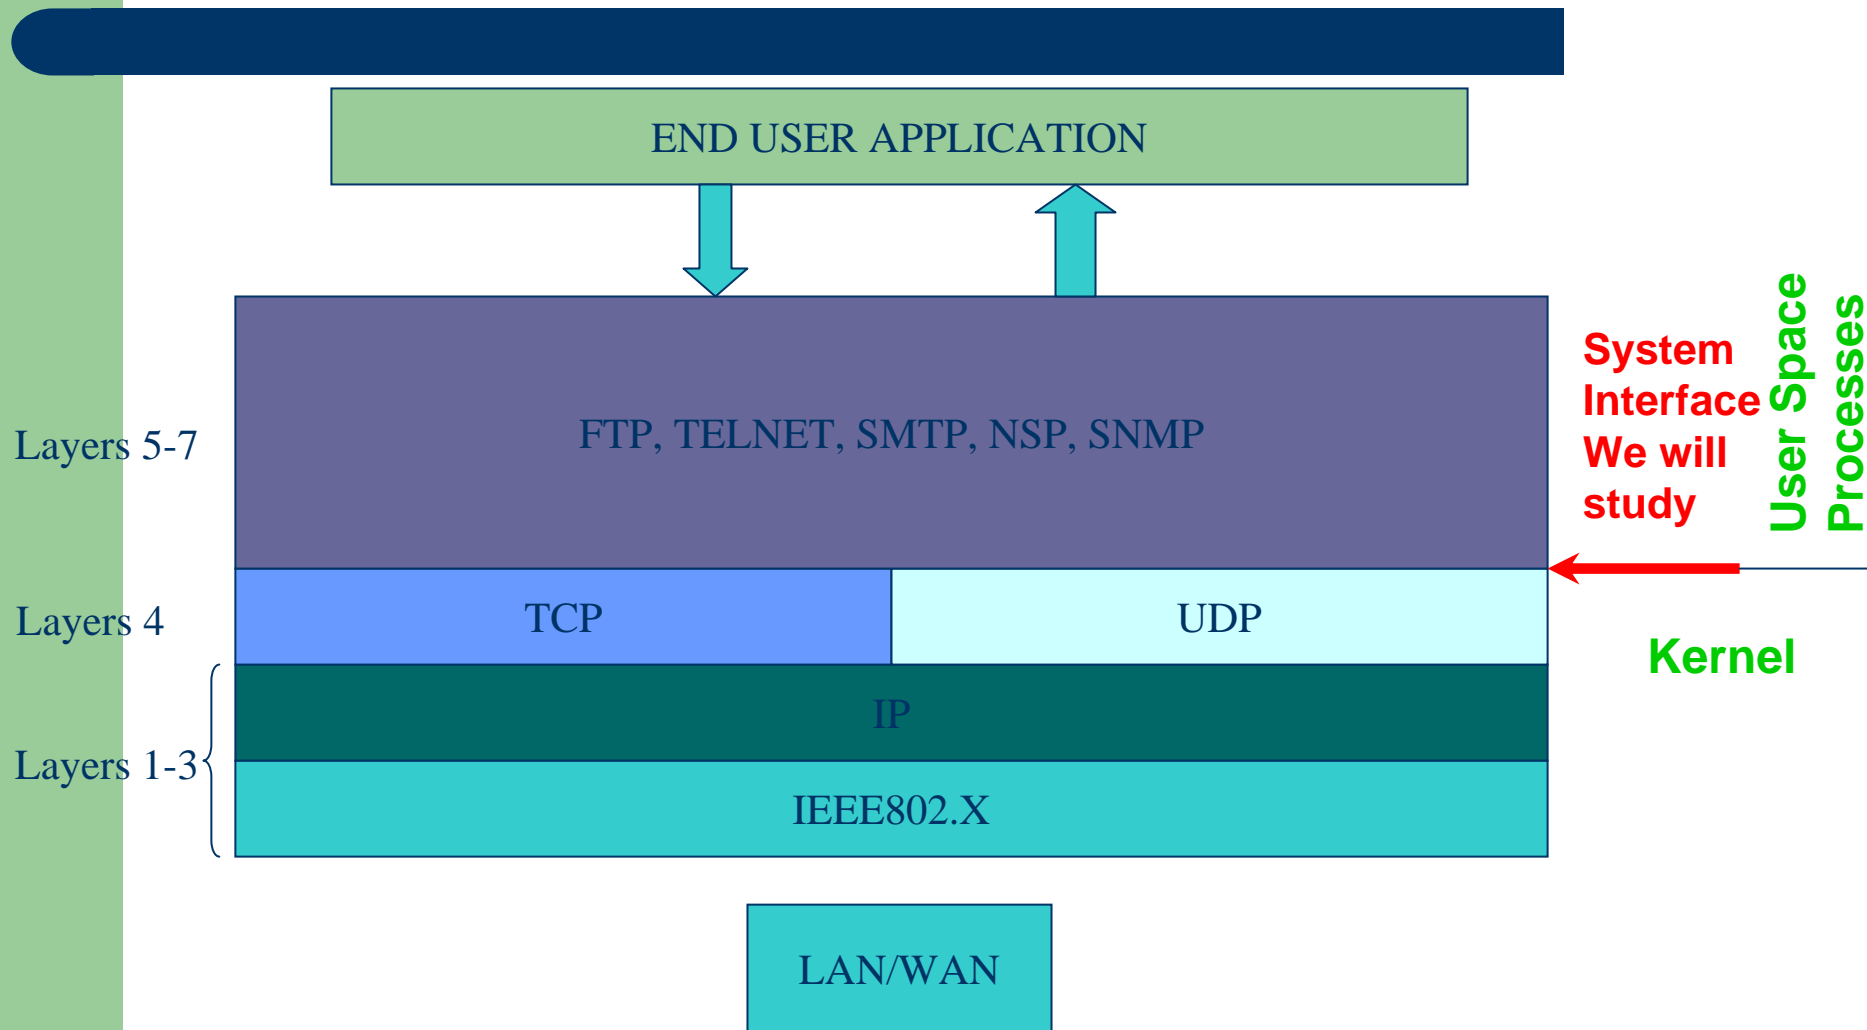 END USER APPLICATION
Layers 5-7
FTP, TELNET, SMTP, NSP, SNMP
System
Interface
We will
study
User Space
Processes
Layers 4
TCP
UDP
Kernel
Layers 1-3
IP
IEEE802.X
LAN/WAN